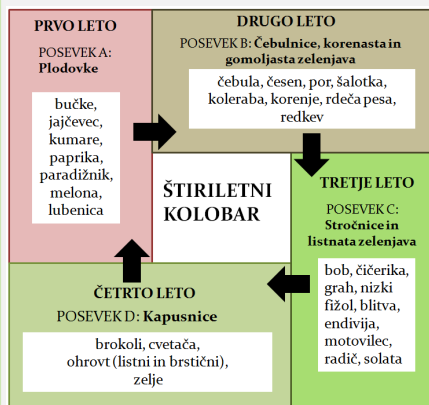 PRVO LETO
POSEVEK A:
Plodovke
bučke,
jajčevec,
kumare,
paprika,
paradižnik,
melona,
lubenica
DRUGO LETO
POSEVEK B: Čebulnice, korenasta in
gomoljasta zelenjava
čebula, česen, por, šalotka,
koleraba, korenje, rdeča pesa,
redkev
ŠTIRILETNI
KOLOBAR
TRETJE LETO
POSEVEK C:
Stročnice in
listnata zelenjava
bob, čičerika,
grah, nizki
fižol, blitva,
endivija,
motovilec,
radič, solata
ČETRTO LETO
POSEVEK D: Kapusnice
brokoli, cvetača,
ohrovt (listni in brstični),
zelje